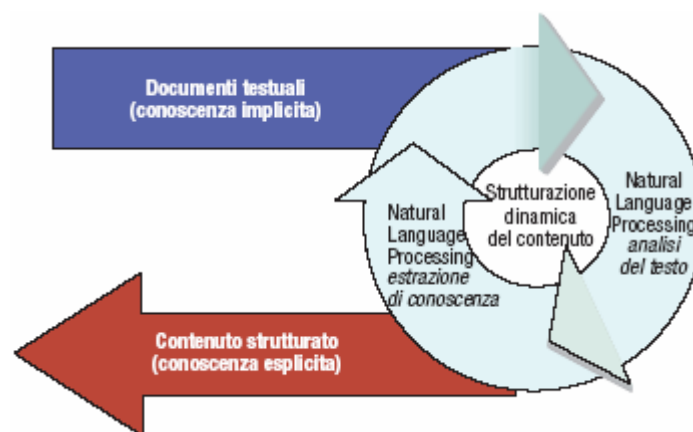 Documenti testuali
(conoscenza implicita)
Strutturazione
dinamica
del contenuto
Natural
Language
Processing
analisi
del testo
Natural
Language
Processing
estrazione
di conoscenza
Contenuto strutturato
(conoscenza esplicita)